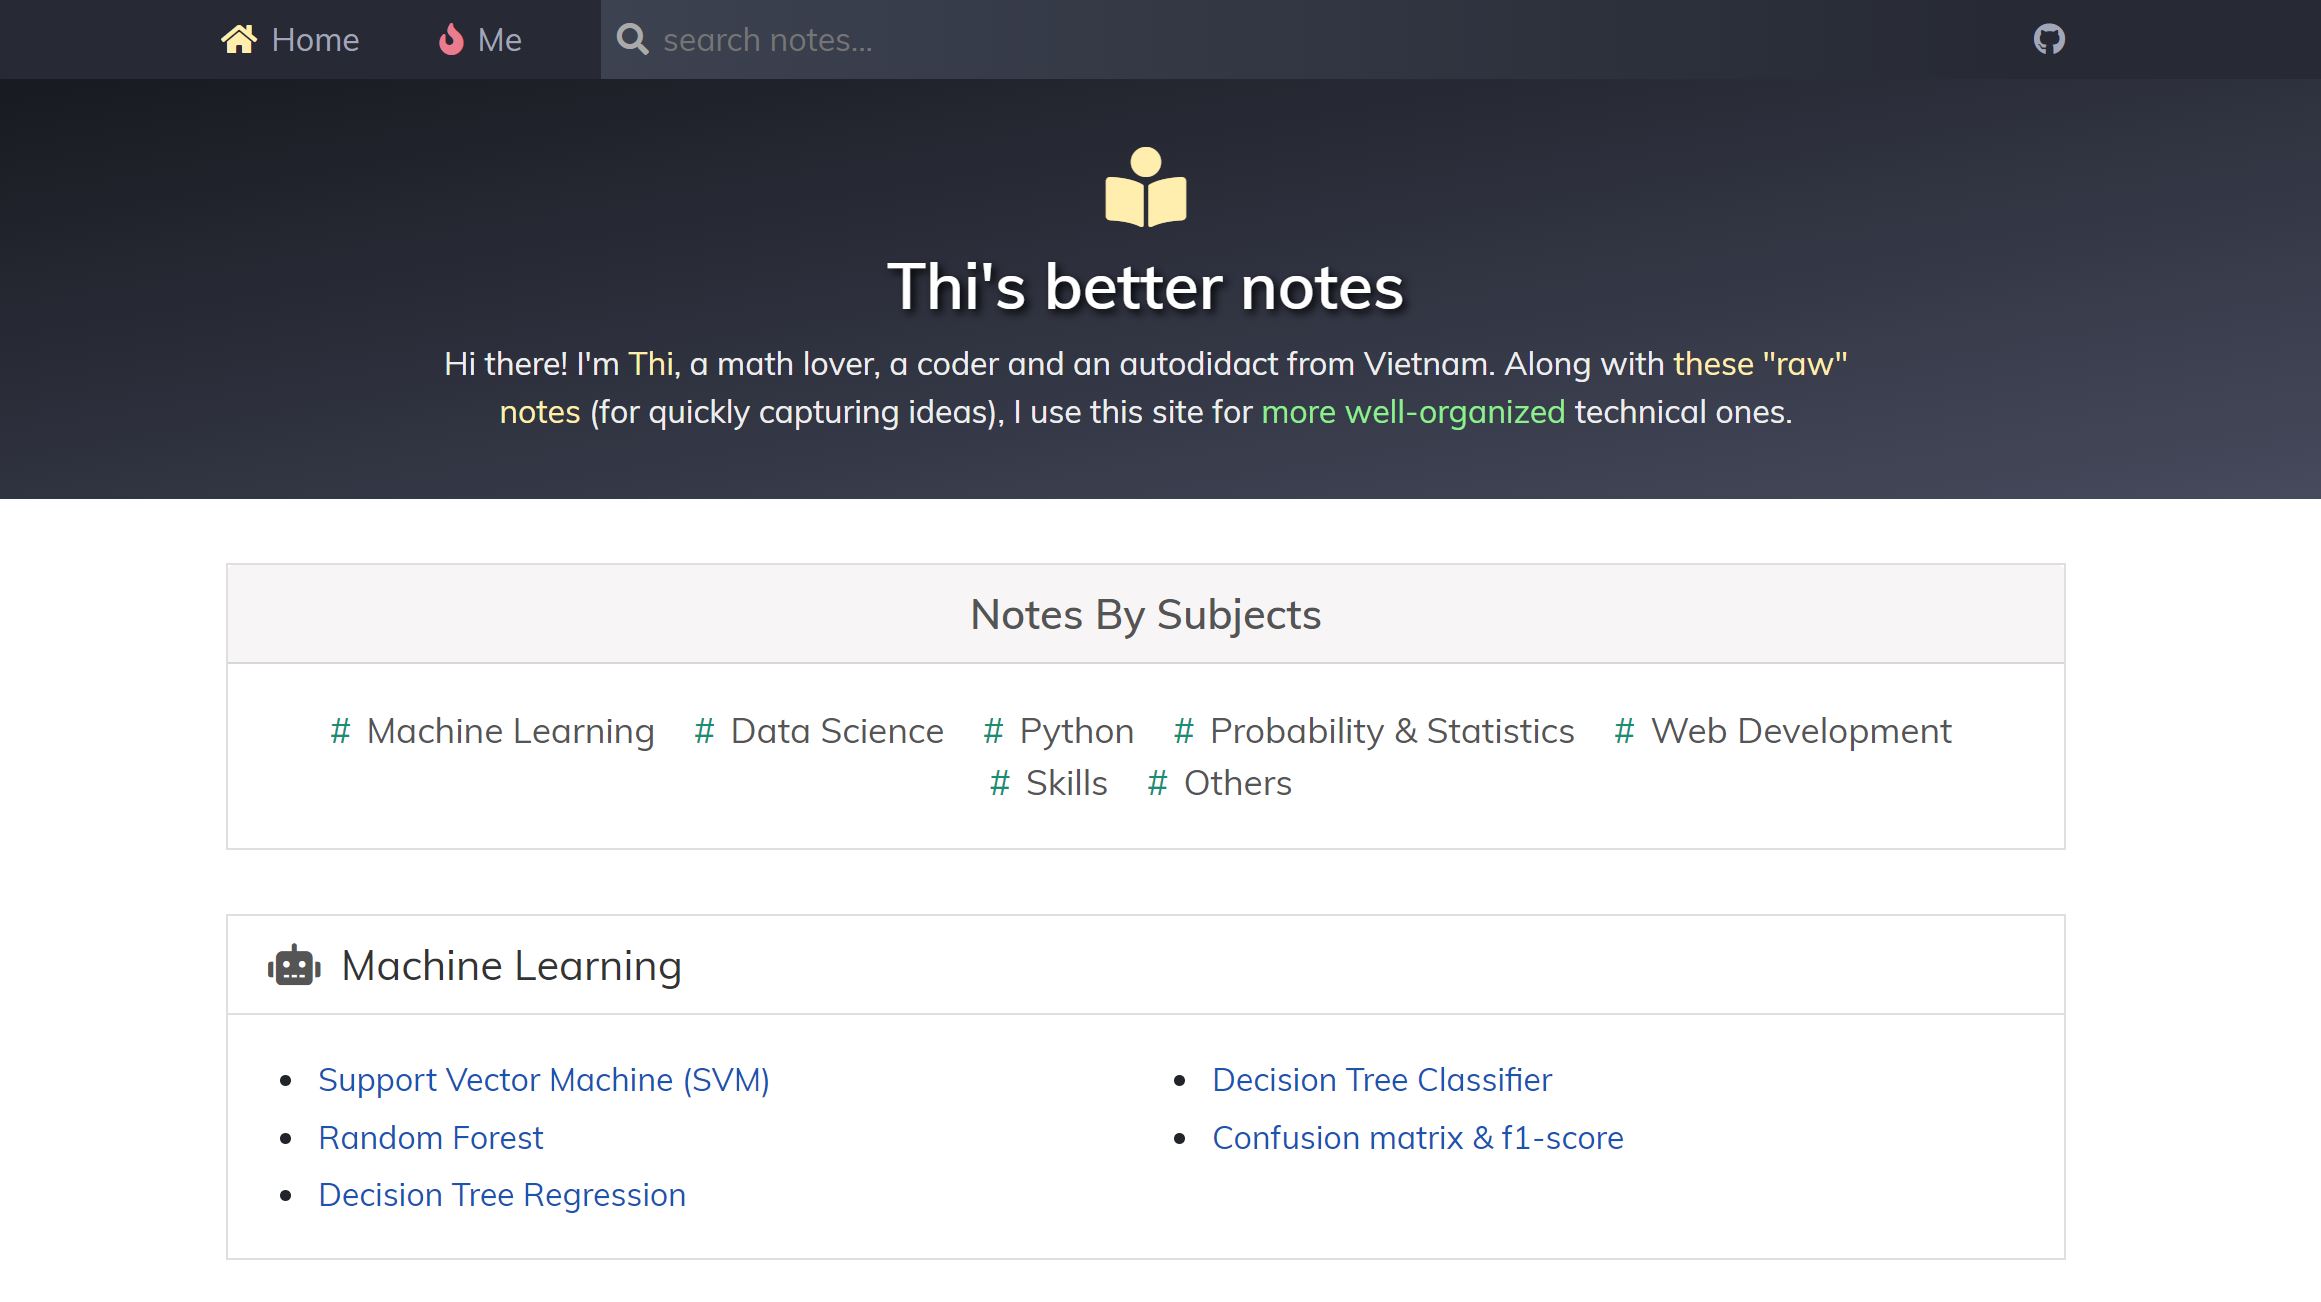 Home Me search notes...
Thi's better notes
Hi there! I'm Thi, a math lover, a coder and an autodidact from Vietnam. Along with these "raw"
notes (for quickly capturing ideas), I use this site for more well-organized technical ones.
Notes By Subjects
# Machine Learning # Data Science # Python # Probability & Statistics # Web Development
# Skills # Others
Machine Learning
• Support Vector Machine (SVM)
• Random Forest
• Decision Tree Regression
• Decision Tree Classifier
• Confusion matrix & f1-score